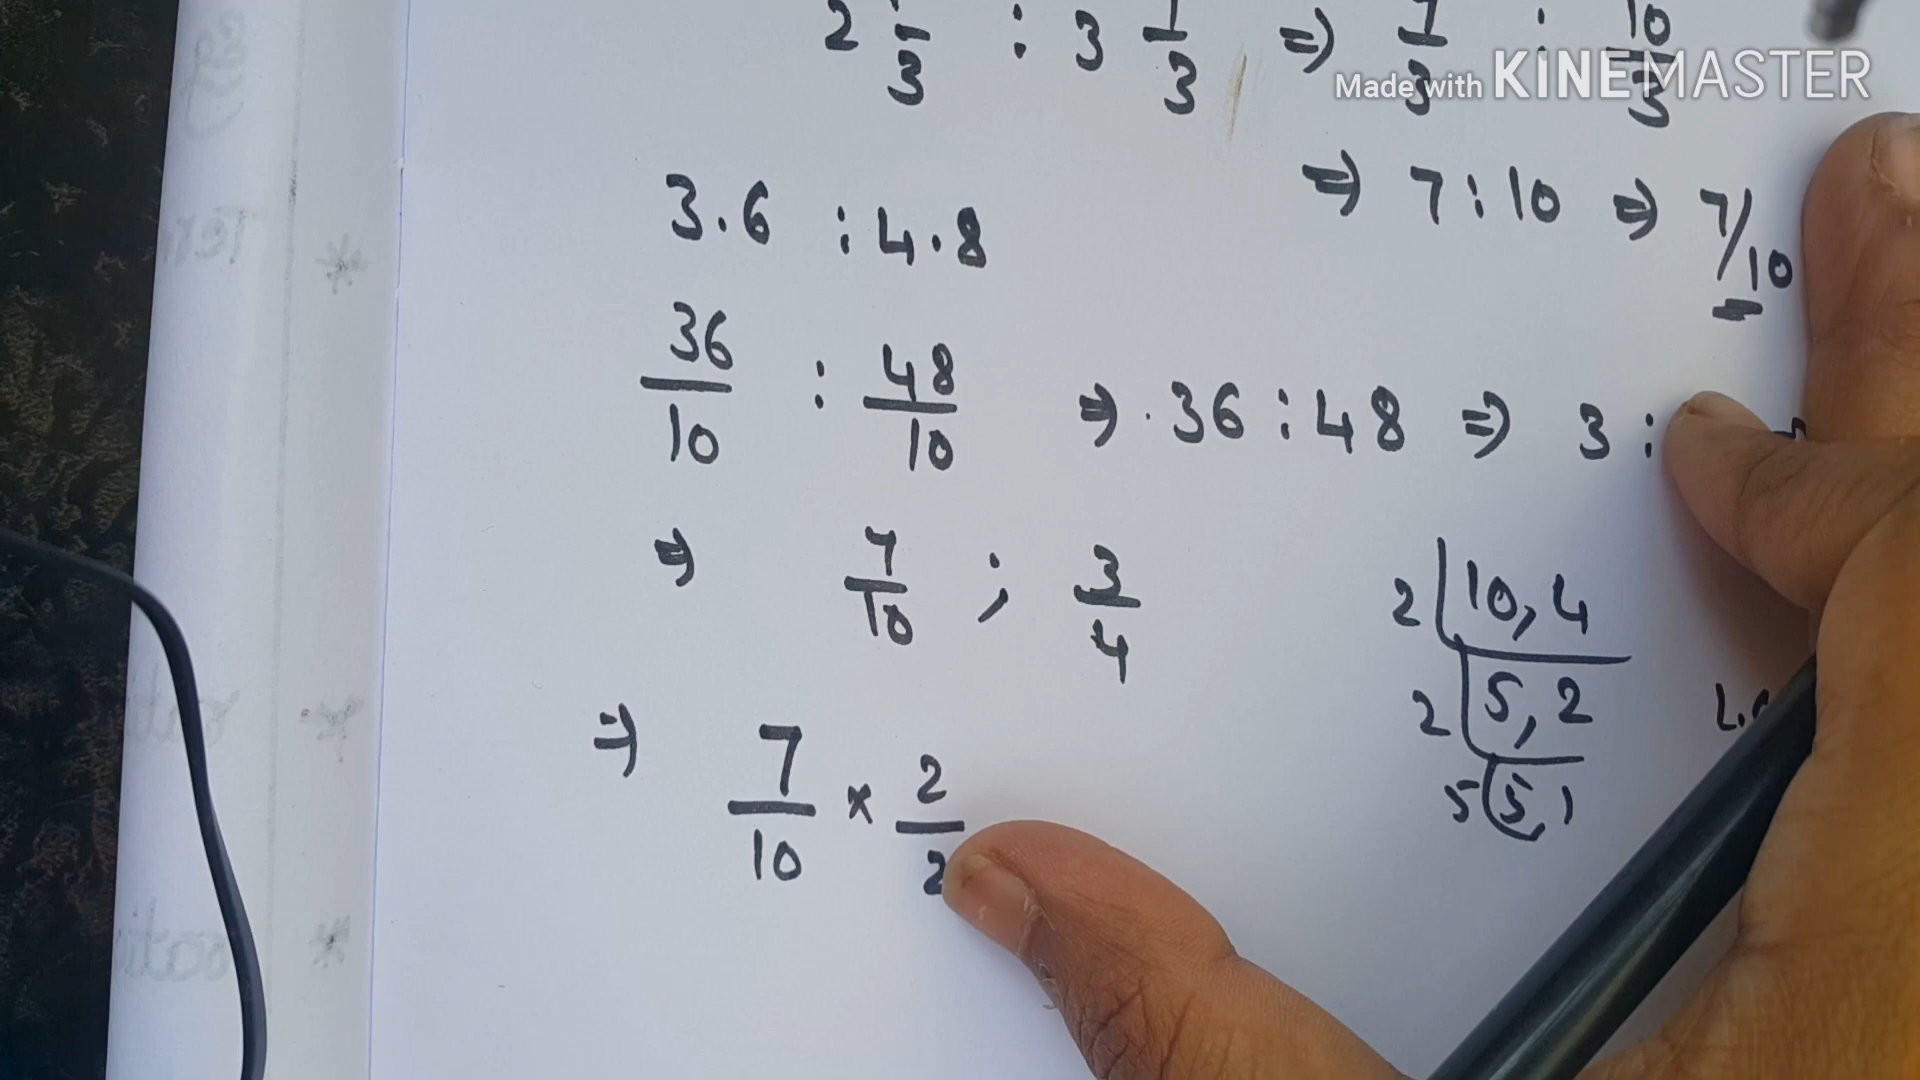 2 1/3 : 3 1/3 ⇒ 7/3 : 10/3
Made with KINEMASTER
⇒ 7 : 10 ⇒ 7/10
3.6 : 4.8
36/10 : 48/10 ⇒ 36 : 48 ⇒ 3 :
⇒ 7/10 ; 3/4
2 | 10, 4
2 | 5, 2
5 | 5, 1
⇒ 7/10 × 2/2